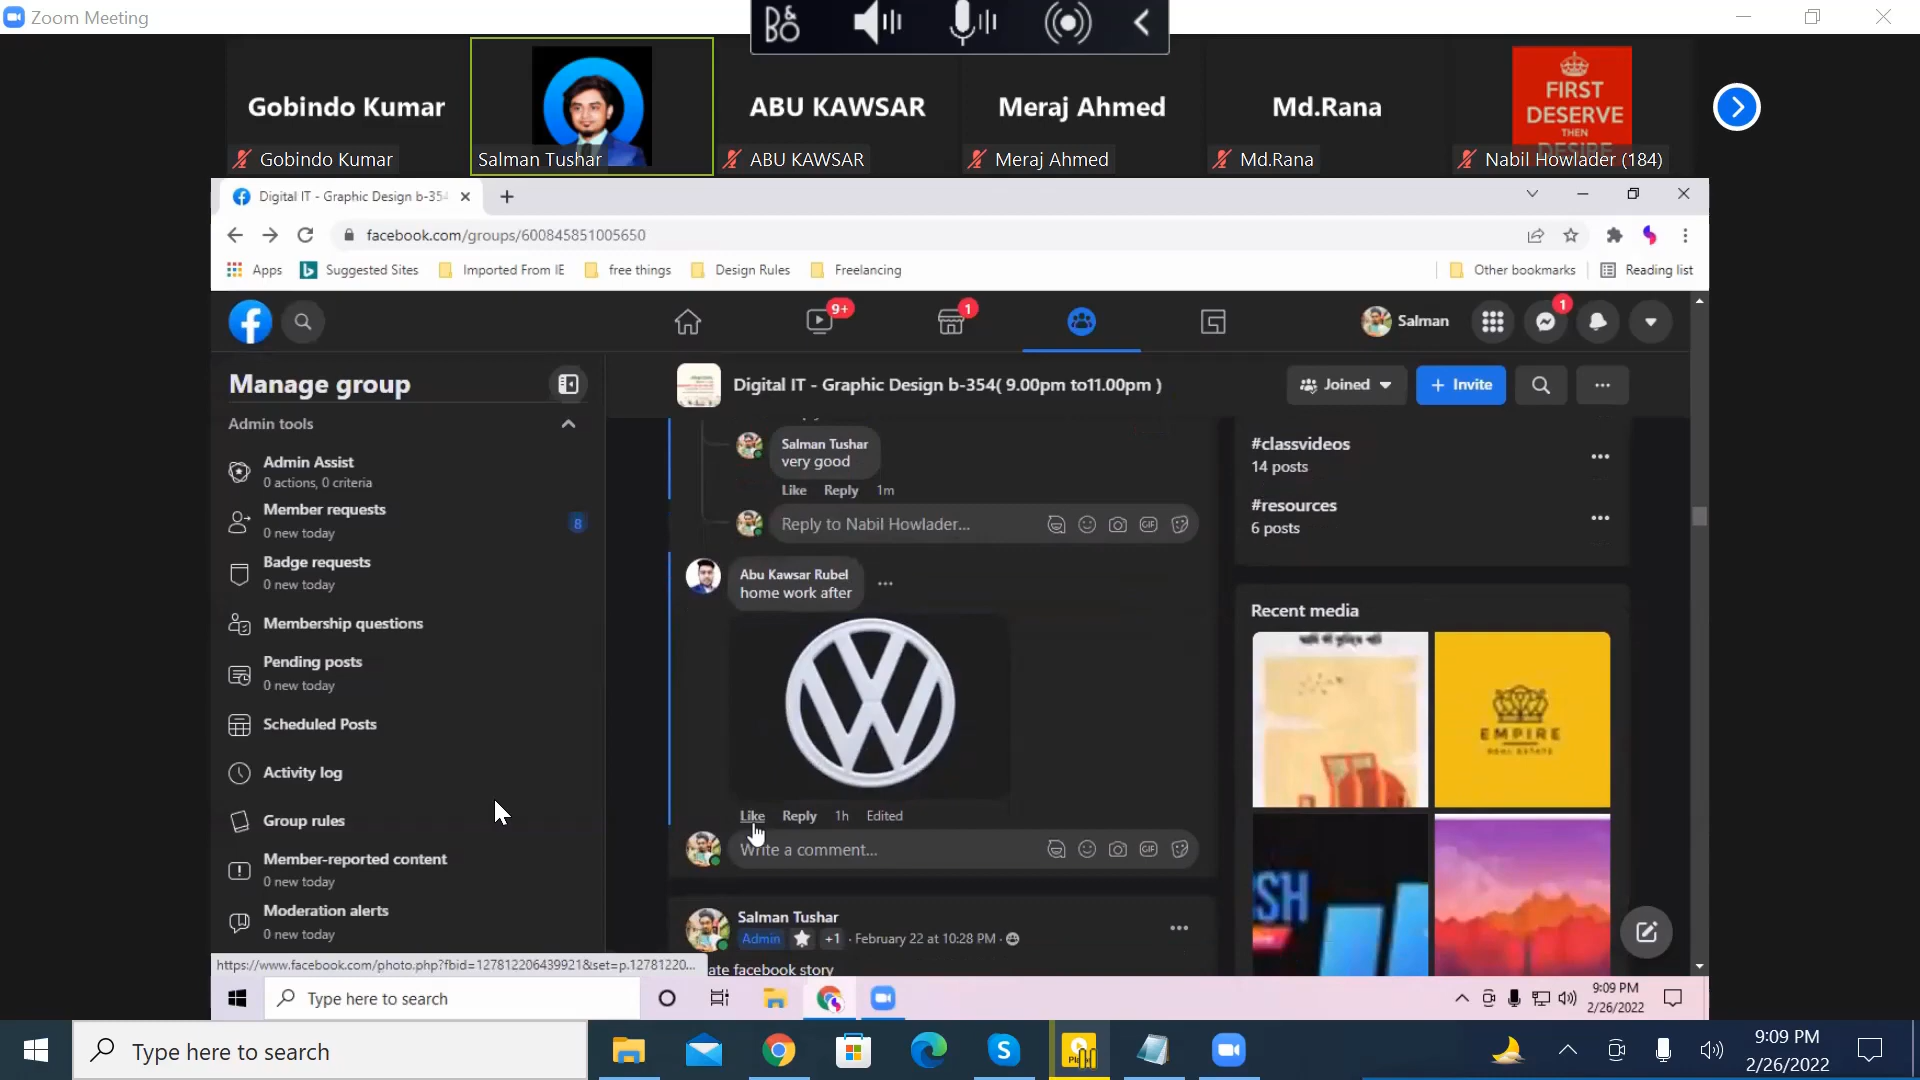 Zoom Meeting
B&O
Gobindo Kumar
ABU KAWSAR
Meraj Ahmed
Md.Rana
FIRST
DESERVE
THEN
DESIRE
Gobindo Kumar
Salman Tushar
ABU KAWSAR
Meraj Ahmed
Md.Rana
Nabil Howlader (184)
Digital IT - Graphic Design b-354
facebook.com/groups/600845851005650
Apps
Suggested Sites
Imported From IE
free things
Design Rules
Freelancing
Other bookmarks
Reading list
9+
1
Salman
1
Manage group
Digital IT - Graphic Design b-354( 9.00pm to11.00pm )
Joined
+ Invite
Admin tools
Admin Assist
0 actions, 0 criteria
Member requests
0 new today
8
Badge requests
0 new today
Membership questions
Pending posts
0 new today
Scheduled Posts
Activity log
Group rules
Member-reported content
0 new today
Moderation alerts
0 new today
Salman Tushar
very good
Like Reply 1m
Reply to Nabil Howlader...
GIF
Abu Kawsar Rubel
home work after
Like Reply 1h Edited
Write a comment...
GIF
Salman Tushar
Admin +1 · February 22 at 10:28 PM ·
ate facebook story
#classvideos
14 posts
#resources
6 posts
Recent media
EMPIRE
REAL ESTATE
SH
https://www.facebook.com/photo.php?fbid=127812206439921&set=p.12781220...
Type here to search
9:09 PM
2/26/2022
Type here to search
9:09 PM
2/26/2022